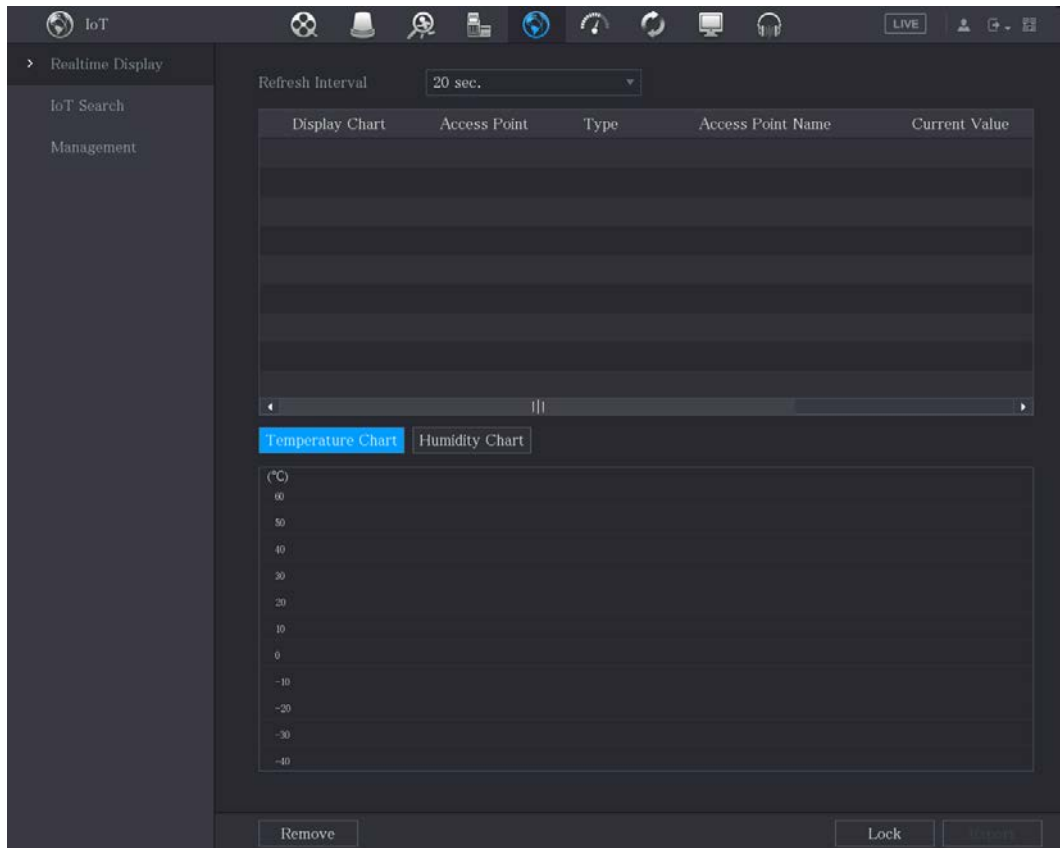 IoT
LIVE
Realtime Display
IoT Search
Management
Refresh Interval 20 sec.
Display Chart Access Point Type Access Point Name Current Value
Temperature Chart Humidity Chart
(°C)
60
50
40
30
20
10
0
-10
-20
-30
-40
Remove Lock